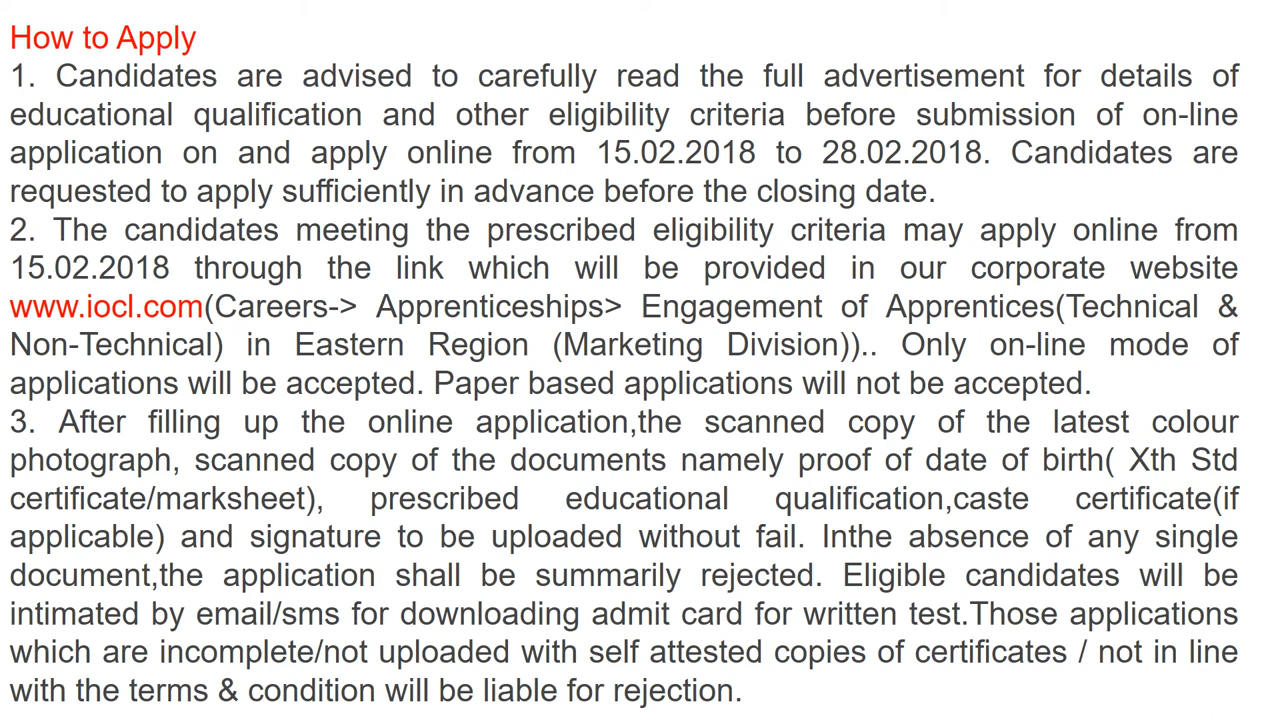 How to Apply
1. Candidates are advised to carefully read the full advertisement for details of
educational qualification and other eligibility criteria before submission of on-line
application on and apply online from 15.02.2018 to 28.02.2018. Candidates are
requested to apply sufficiently in advance before the closing date.
2. The candidates meeting the prescribed eligibility criteria may apply online from
15.02.2018 through the link which will be provided in our corporate website
www.iocl.com(Careers-> Apprenticeships> Engagement of Apprentices(Technical &
Non-Technical) in Eastern Region (Marketing Division)).. Only on-line mode of
applications will be accepted. Paper based applications will not be accepted.
3. After filling up the online application,the scanned copy of the latest colour
photograph, scanned copy of the documents namely proof of date of birth( Xth Std
certificate/marksheet), prescribed educational qualification,caste certificate(if
applicable) and signature to be uploaded without fail. Inthe absence of any single
document,the application shall be summarily rejected. Eligible candidates will be
intimated by email/sms for downloading admit card for written test.Those applications
which are incomplete/not uploaded with self attested copies of certificates / not in line
with the terms & condition will be liable for rejection.